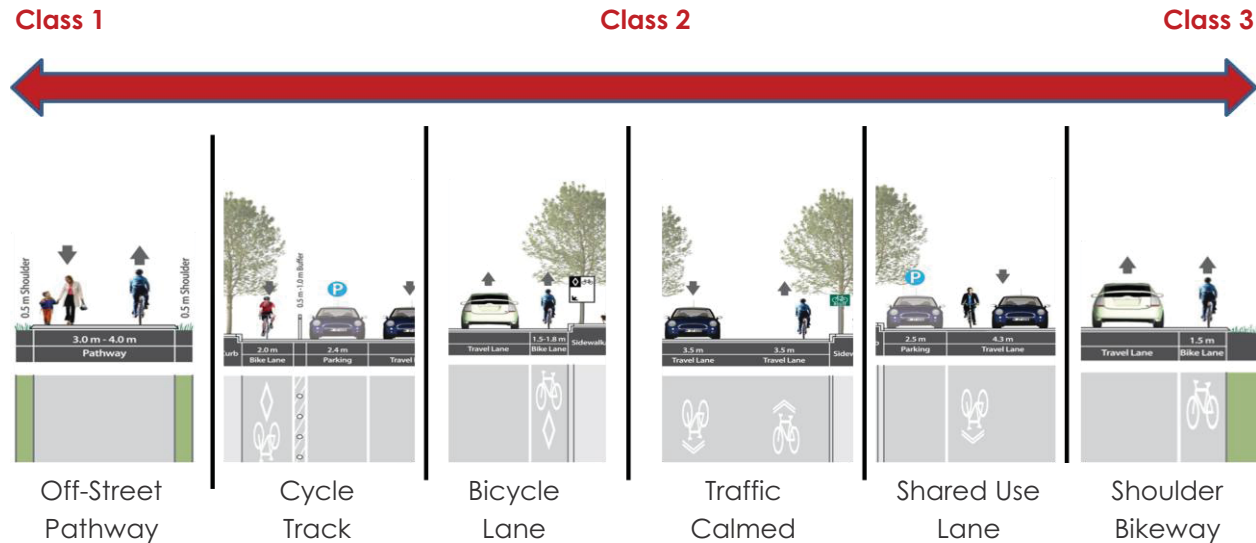 Class 1
Class 2
Class 3
0.5 m Shoulder
0.5 m Shoulder
3.0 m - 4.0 m
Pathway
0.5 m -1.0 m Buffer
P
urb
2.0 m
Bike Lane
2.4 m
Parking
Travel
1.5-1.8 m
Travel Lane
Bike Lane
Sidewalk
3.5 m
Travel Lane
3.5 m
Travel Lane
Sidew
P
2.5 m
Parking
4.3 m
Travel Lane
Travel Lane
1.5 m
Bike Lane
Off-Street
Pathway
Cycle
Track
Bicycle
Lane
Traffic
Calmed
Shared Use
Lane
Shoulder
Bikeway